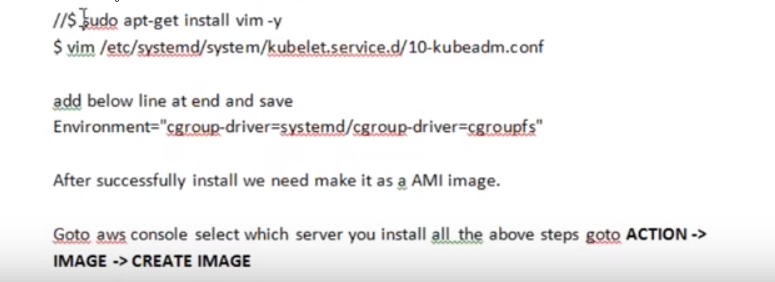 //$ sudo apt-get install vim -y
$ vim /etc/systemd/system/kubelet.service.d/10-kubeadm.conf
add below line at end and save
Environment="cgroup-driver=systemd/cgroup-driver=cgroupfs"
After successfully install we need make it as a AMI image.
Goto aws console select which server you install all the above steps goto ACTION ->
IMAGE -> CREATE IMAGE